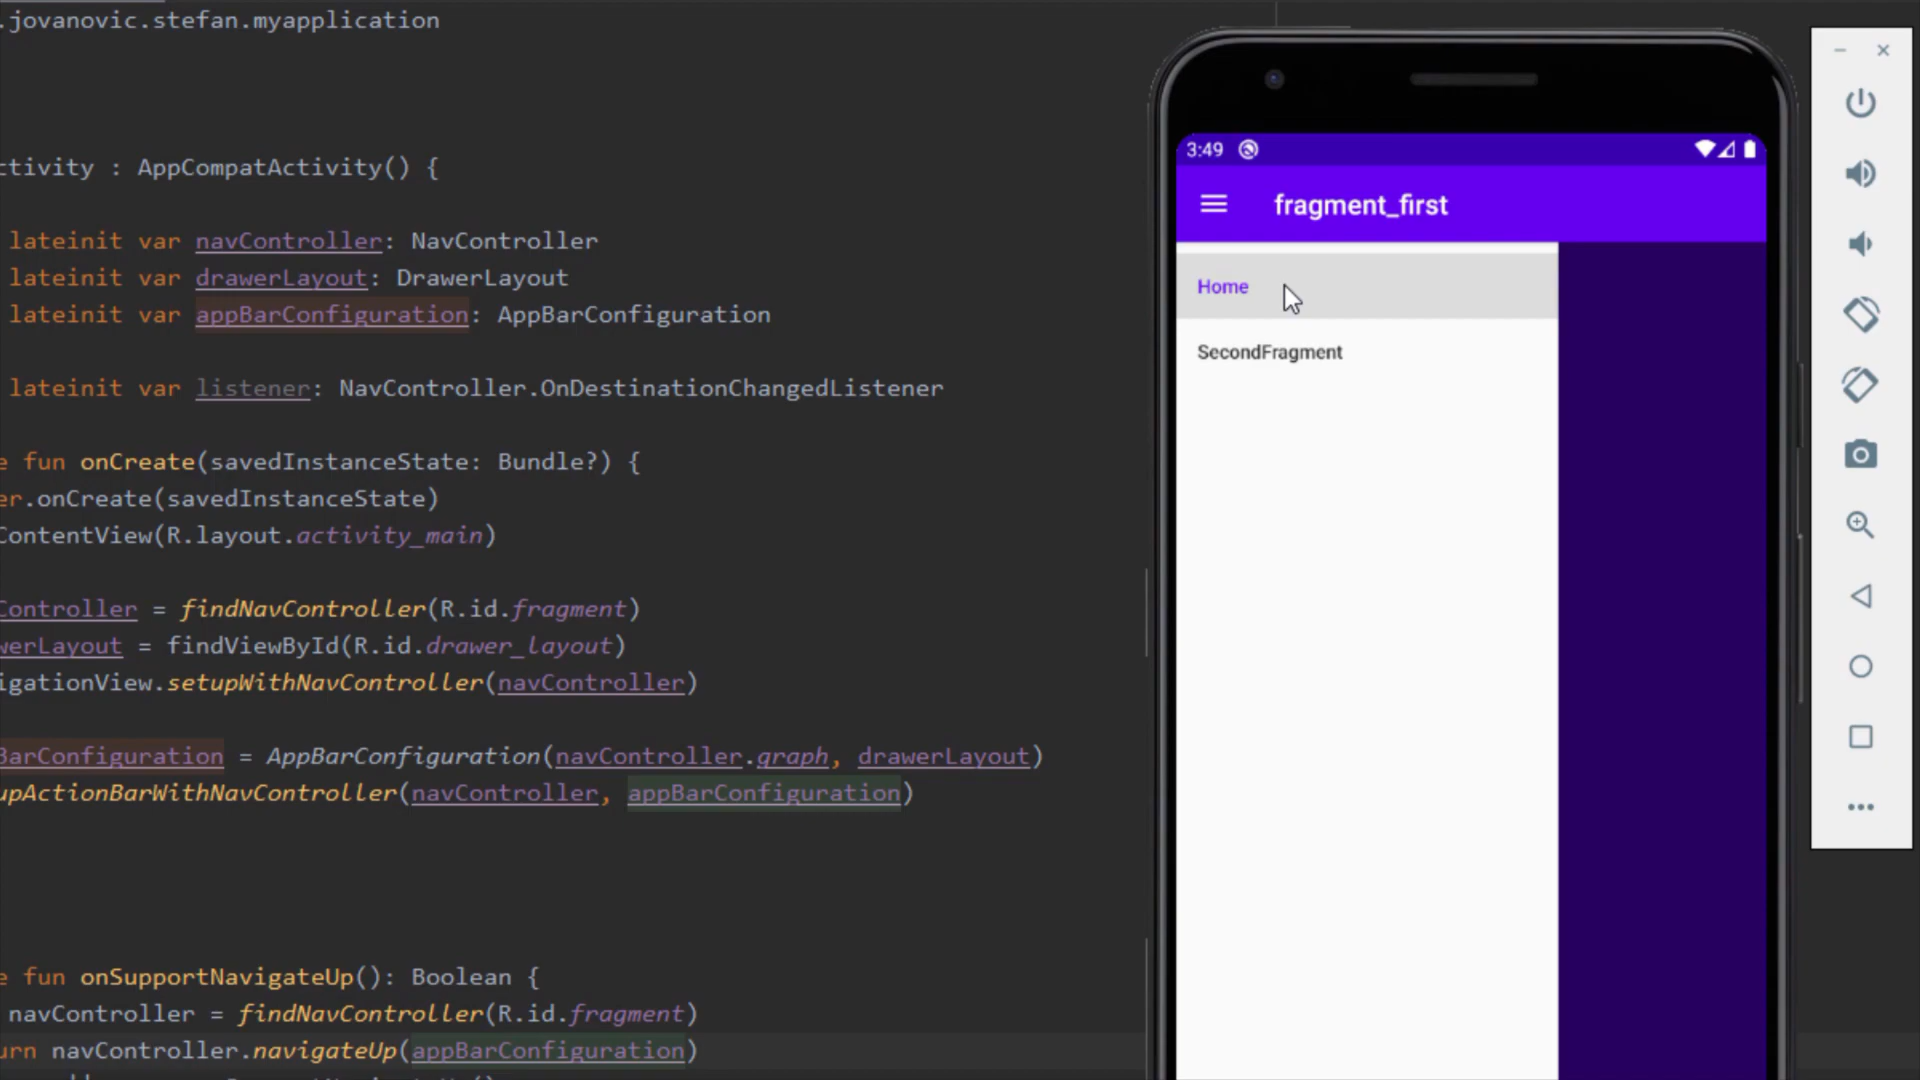 .jovanovic.stefan.myapplication
ctivity : AppCompatActivity() {
lateinit var navController: NavController
lateinit var drawerLayout: DrawerLayout
lateinit var appBarConfiguration: AppBarConfiguration
lateinit var listener: NavController.OnDestinationChangedListener
e fun onCreate(savedInstanceState: Bundle?) {
er.onCreate(savedInstanceState)
ContentView(R.layout.activity_main)
Controller = findNavController(R.id.fragment)
werLayout = findViewById(R.id.drawer_layout)
igationView.setupWithNavController(navController)
BarConfiguration = AppBarConfiguration(navController.graph, drawerLayout)
upActionBarWithNavController(navController, appBarConfiguration)
e fun onSupportNavigateUp(): Boolean {
navController = findNavController(R.id.fragment)
urn navController.navigateUp(appBarConfiguration)
3:49
fragment_first
Home
SecondFragment